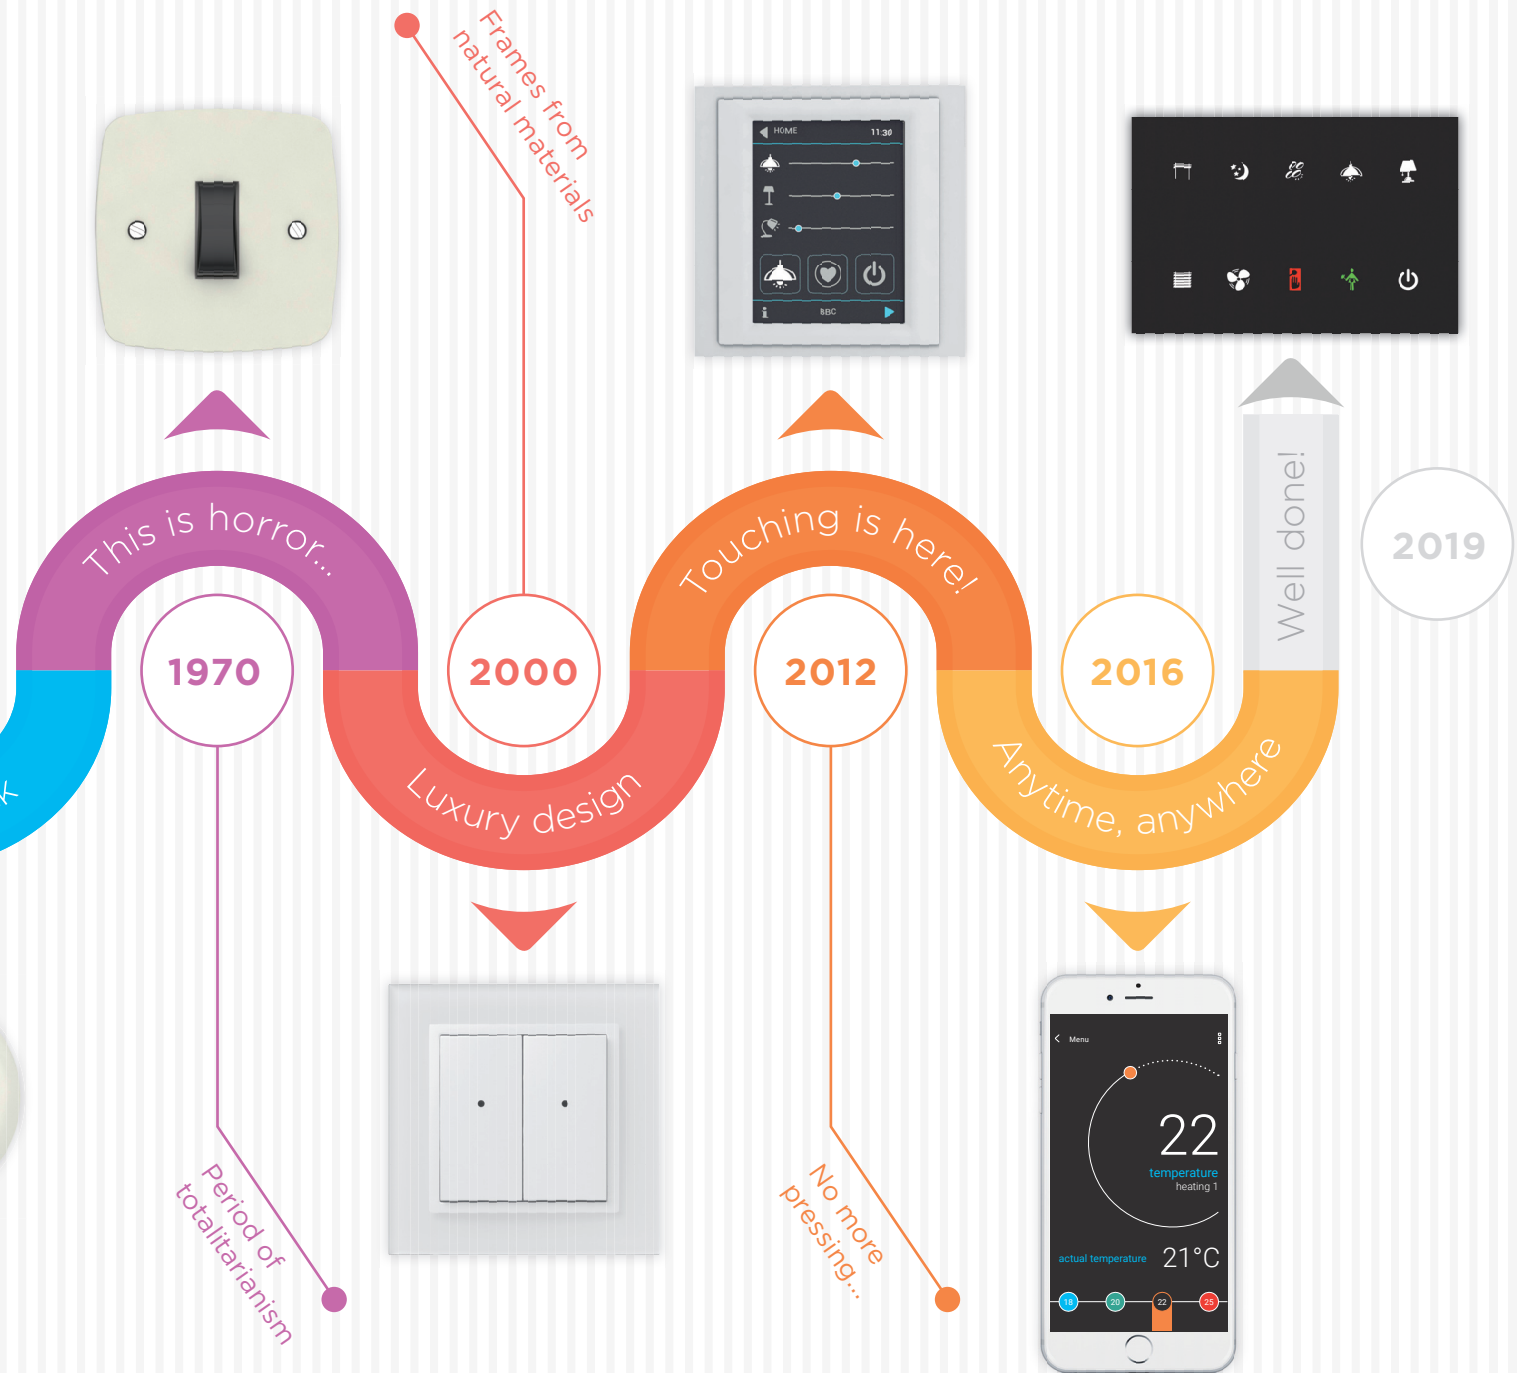 Frames from
natural materials
HOME
11:30
BBC
This is horror...
Touching is here!
Well done!
2019
1970
2000
2012
2016
Luxury design
Anytime, anywhere
Period of
totalitarianism
No more
pressing...
Menu
22
temperature
heating 1
actual temperature 21°C
18 20 22 25